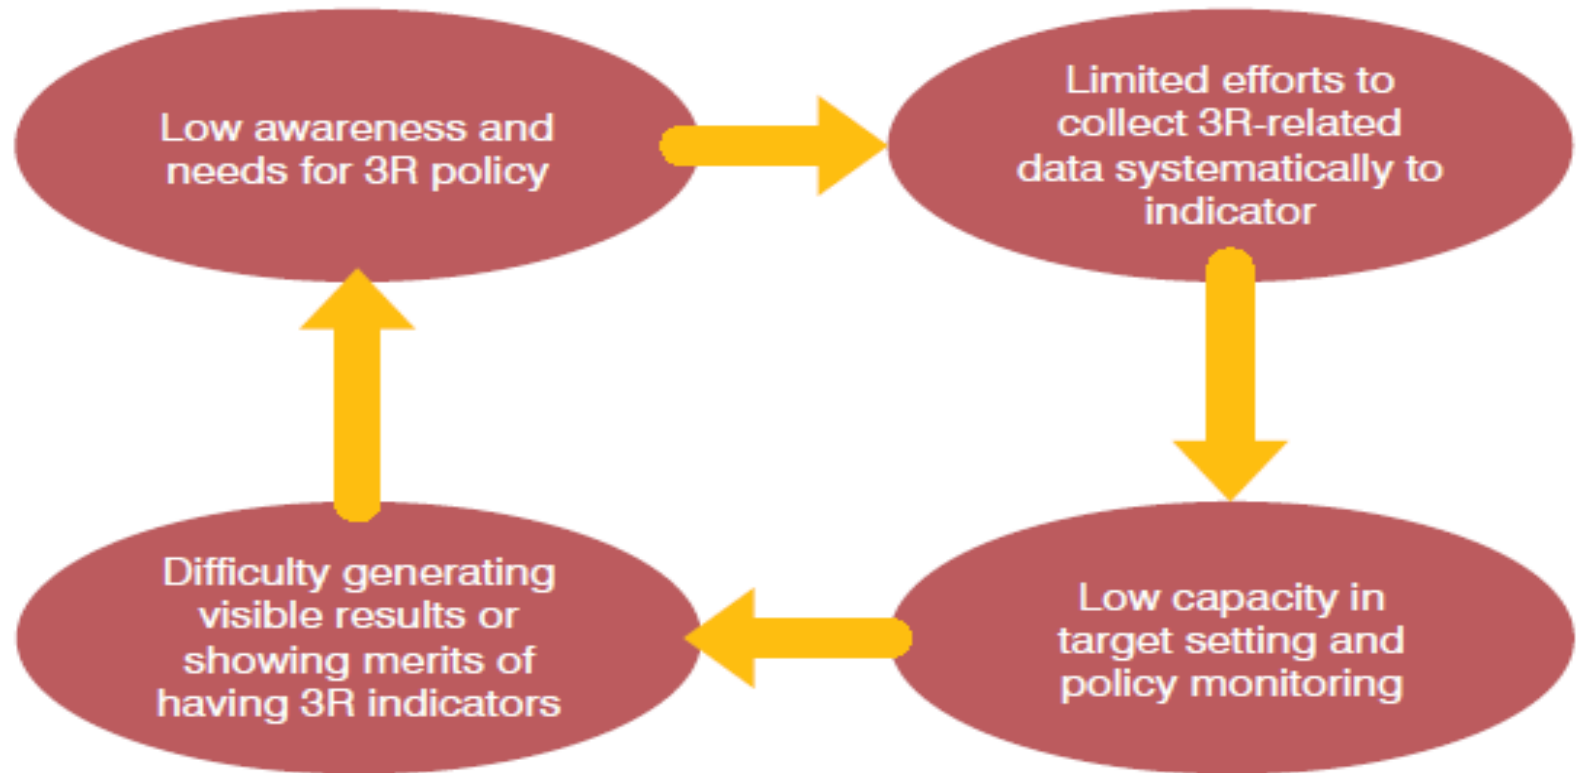 Low awareness and
needs for 3R policy
Limited efforts to
collect 3R-related
data systematically to
indicator
Low capacity in
target setting and
policy monitoring
Difficulty generating
visible results or
showing merits of
having 3R indicators